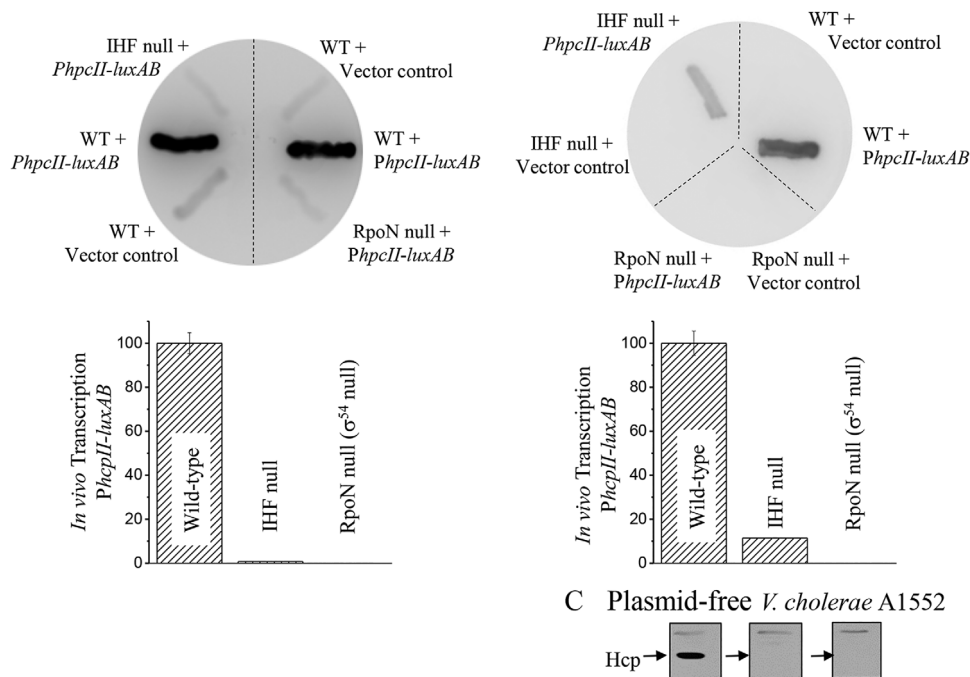 IHF null +
PhpcII-luxAB
WT +
Vector control
WT +
PhpcII-luxAB
WT +
PhpcII-luxAB
WT +
Vector control
RpoN null +
PhpcII-luxAB
IHF null +
PhpcII-luxAB
WT +
Vector control
IHF null +
Vector control
WT +
PhpcII-luxAB
RpoN null +
PhpcII-luxAB
RpoN null +
Vector control
In vivo Transcription
PhcpII-luxAB
100
80
60
40
20
0
Wild-type
IHF null
RpoN null (σ⁵⁴ null)
In vivo Transcription
PhcpII-luxAB
100
80
60
40
20
0
Wild-type
IHF null
RpoN null (σ⁵⁴ null)
C Plasmid-free V. cholerae A1552
Hcp